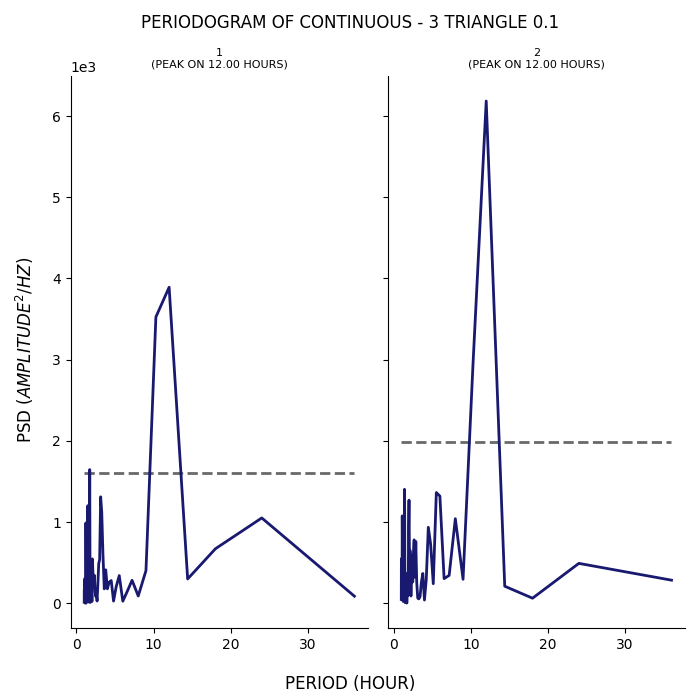 PERIODOGRAM OF CONTINUOUS - 3 TRIANGLE 0.1
1
(PEAK ON 12.00 HOURS)
2
(PEAK ON 12.00 HOURS)
1e3
6
5
4
3
2
1
0
PSD (AMPLITUDE²/HZ)
0 10 20 30
0 10 20 30
PERIOD (HOUR)